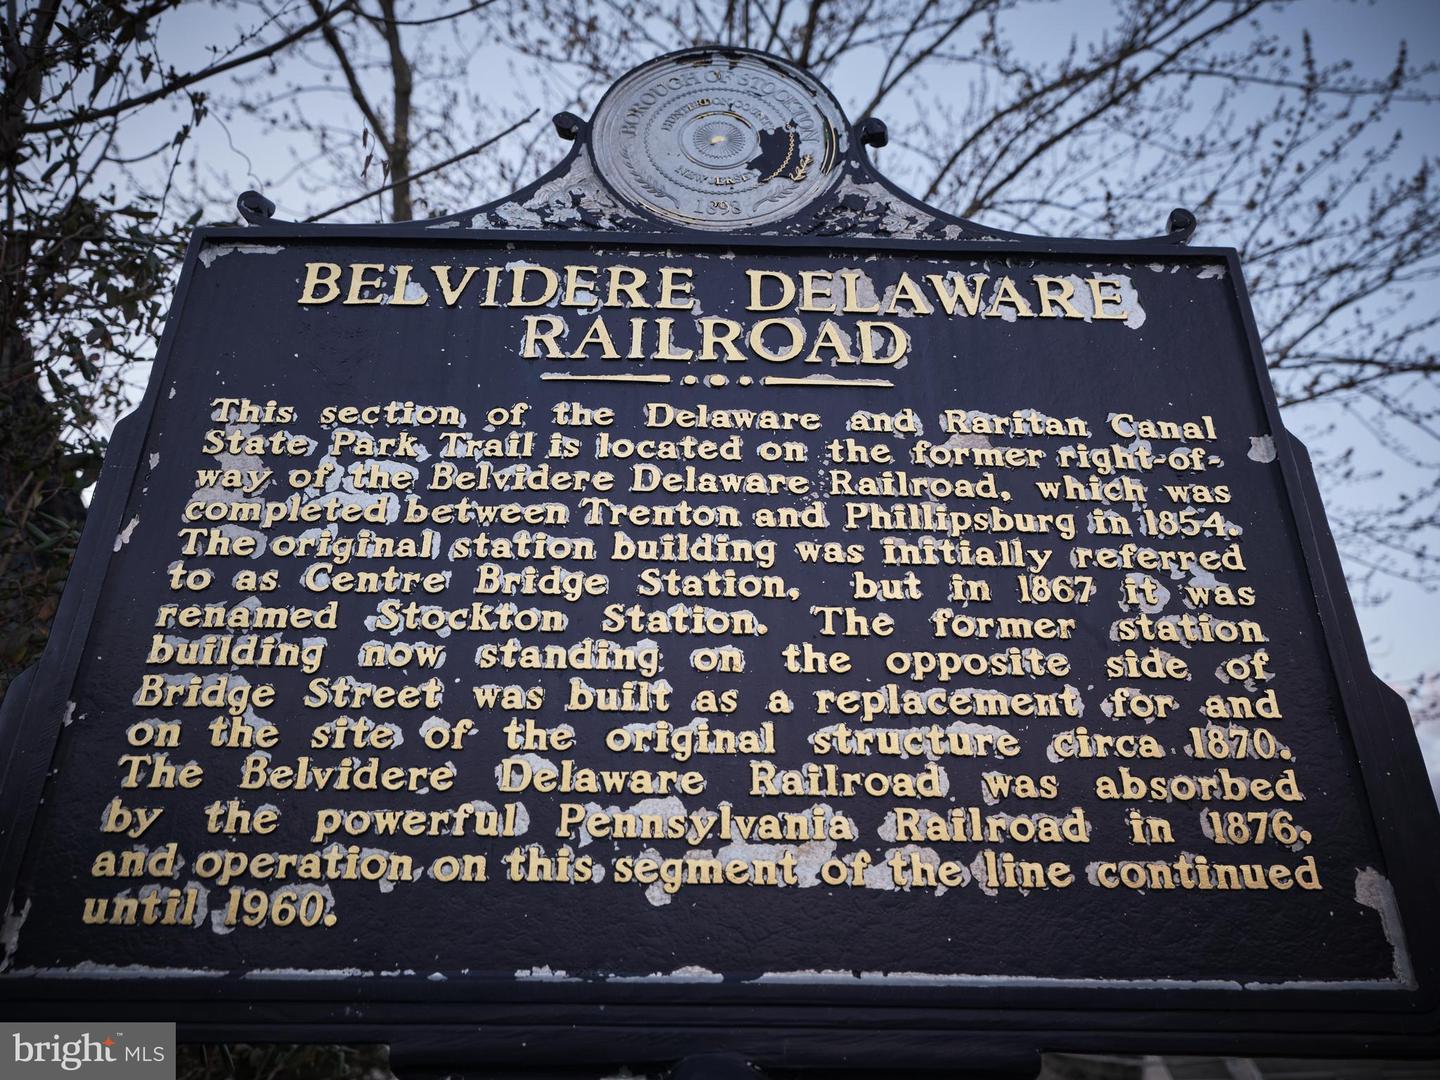 BOROUGH OF STOCKTON
HUNTERDON COUNTY
NEW JERSEY
1898
BELVIDERE DELAWARE
RAILROAD
This section of the Delaware and Raritan Canal
State Park Trail is located on the former right-of-
way of the Belvidere Delaware Railroad, which was
completed between Trenton and Phillipsburg in 1854.
The original station building was initially referred
to as Centre Bridge Station, but in 1867 it was
renamed Stockton Station. The former station
building now standing on the opposite side of
Bridge Street was built as a replacement for and
on the site of the original structure circa 1870.
The Belvidere Delaware Railroad was absorbed
by the powerful Pennsylvania Railroad in 1876,
and operation on this segment of the line continued
until 1960.
bright™ MLS